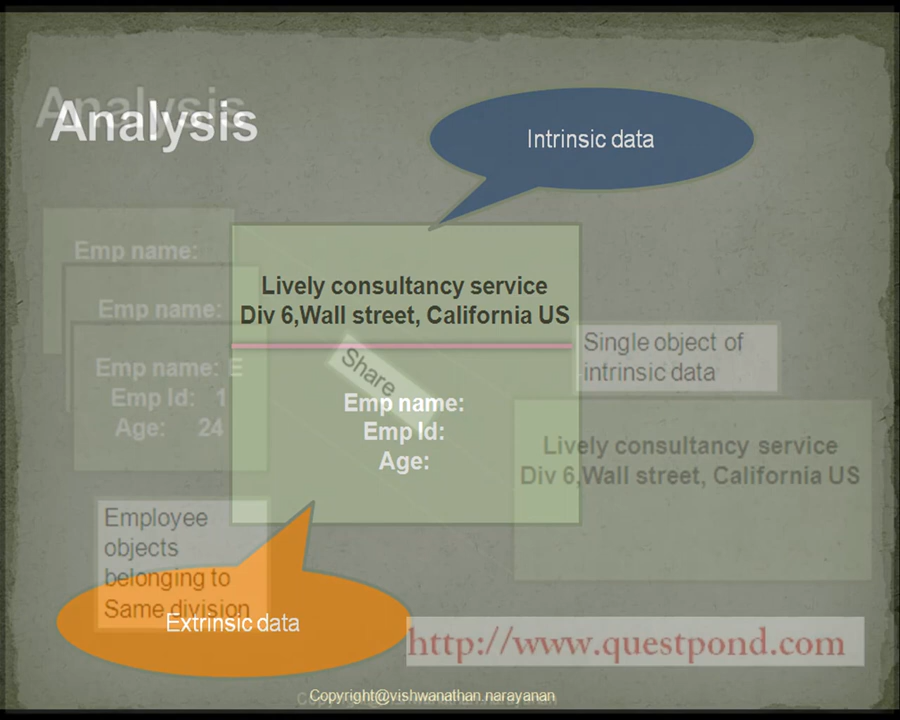 Analysis
Analysis
Intrinsic data
Emp name:
Emp name:
Emp name: E
Emp Id: 1
Age: 24
Lively consultancy service
Div 6,Wall street, California US
Share
Emp name:
Emp Id:
Age:
Single object of
intrinsic data
Lively consultancy service
Div 6,Wall street, California US
Employee
objects
belonging to
Same division
Extrinsic data
http://www.questpond.com
Copyright@vishwanathan.narayanan